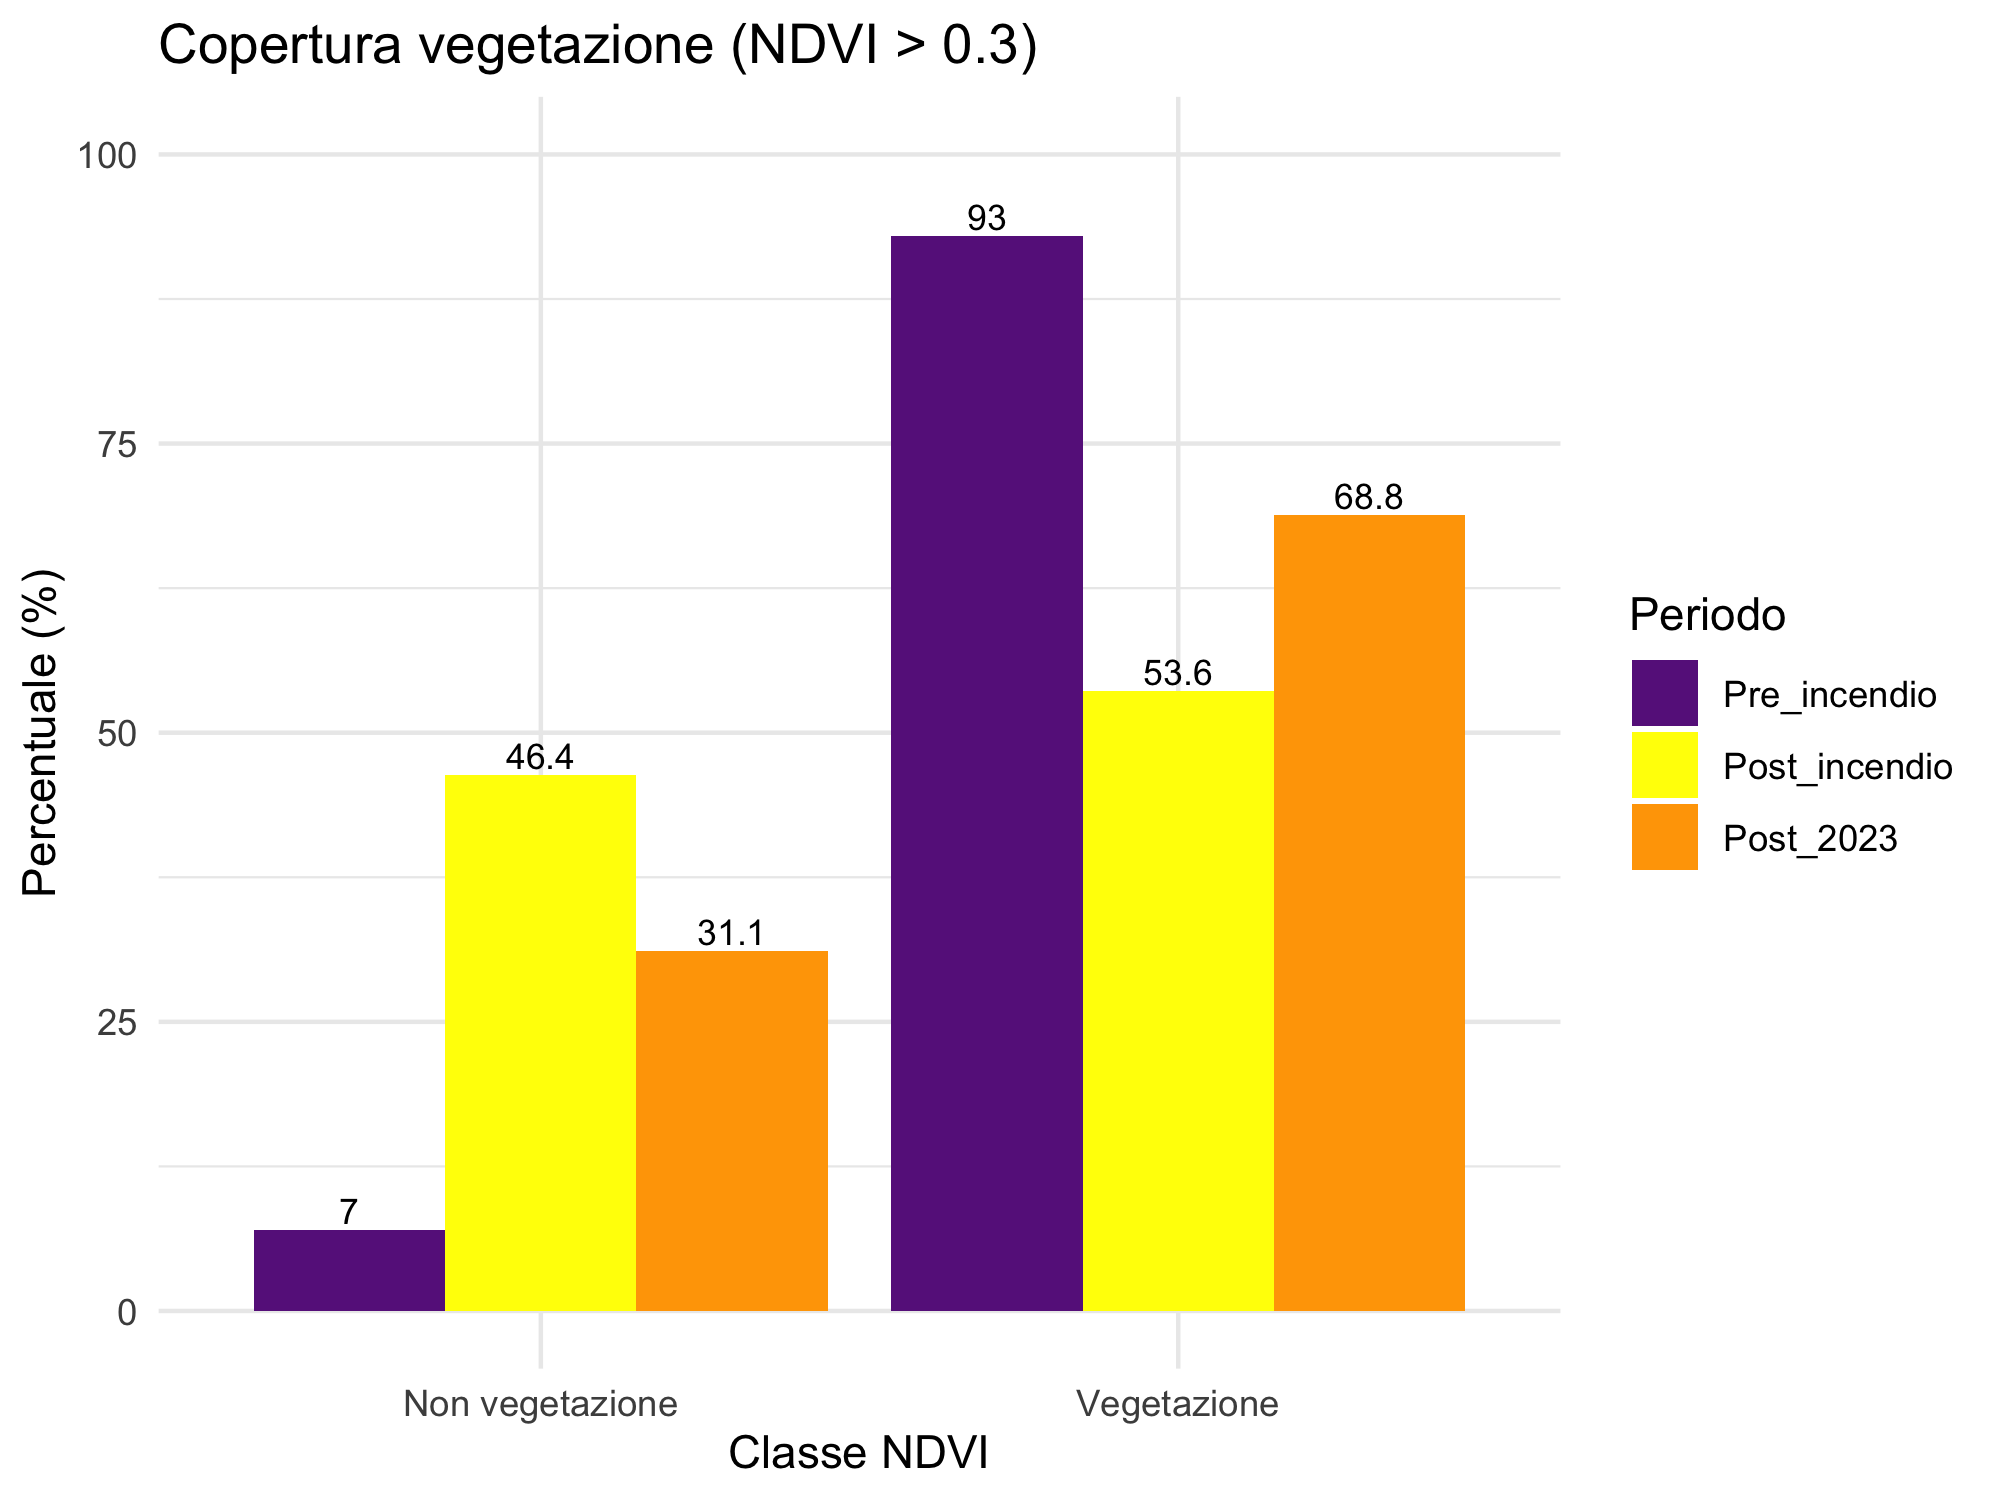 Copertura vegetazione (NDVI > 0.3)
100
75
50
25
0
Percentuale (%)
7
46.4
31.1
93
53.6
68.8
Non vegetazione
Vegetazione
Classe NDVI
Periodo
Pre_incendio
Post_incendio
Post_2023